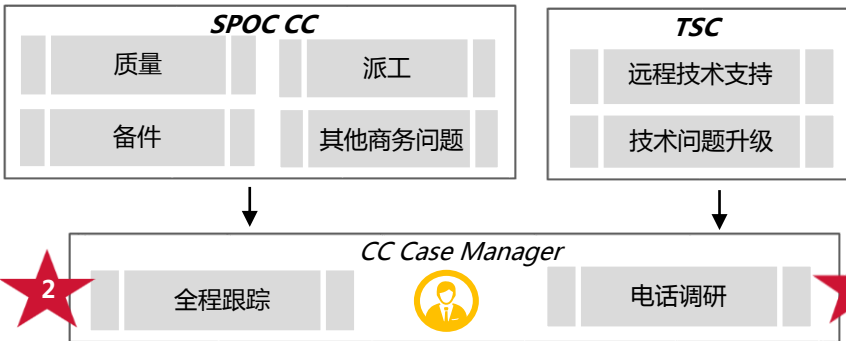 SPOC CC
质量
派工
备件
其他商务问题
TSC
远程技术支持
技术问题升级
CC Case Manager
2
全程跟踪
电话调研